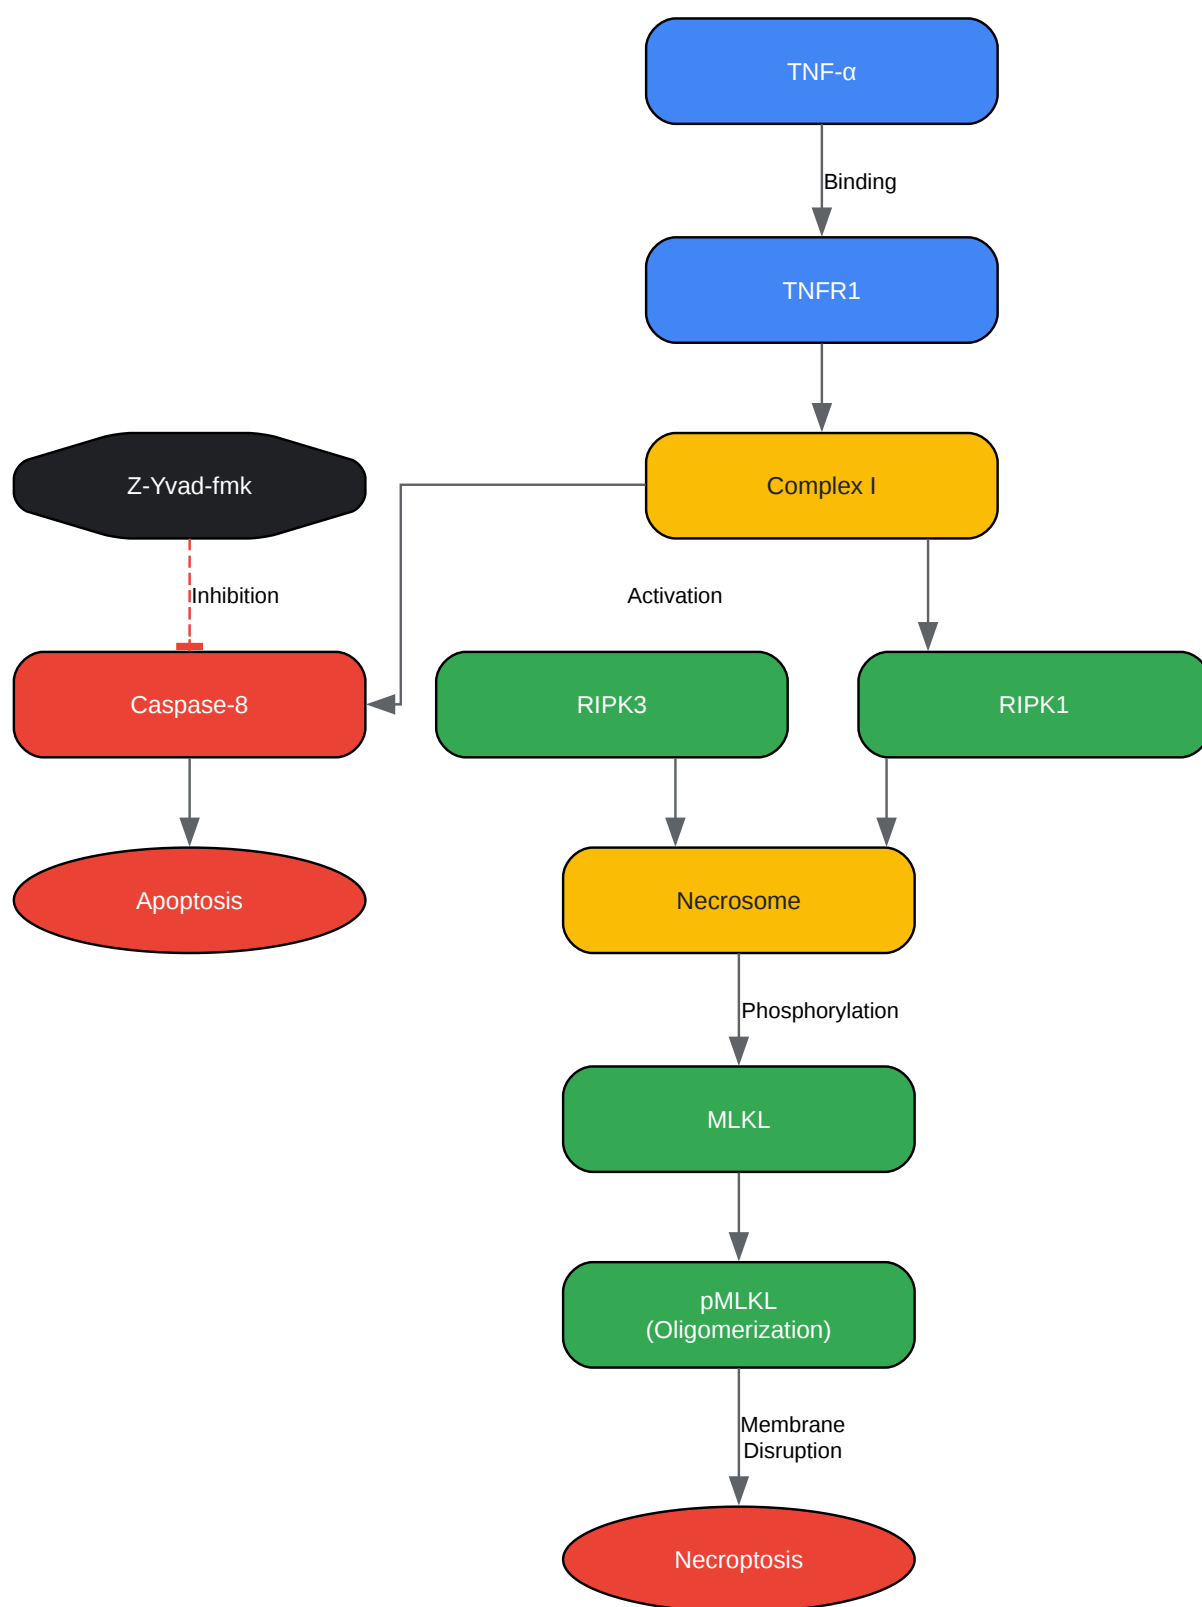 TNF-α
Binding
TNFR1
Z-Yvad-fmk
Complex I
Inhibition
Activation
Caspase-8
RIPK3
RIPK1
Apoptosis
Necrosome
Phosphorylation
MLKL
pMLKL
(Oligomerization)
Membrane
Disruption
Necroptosis